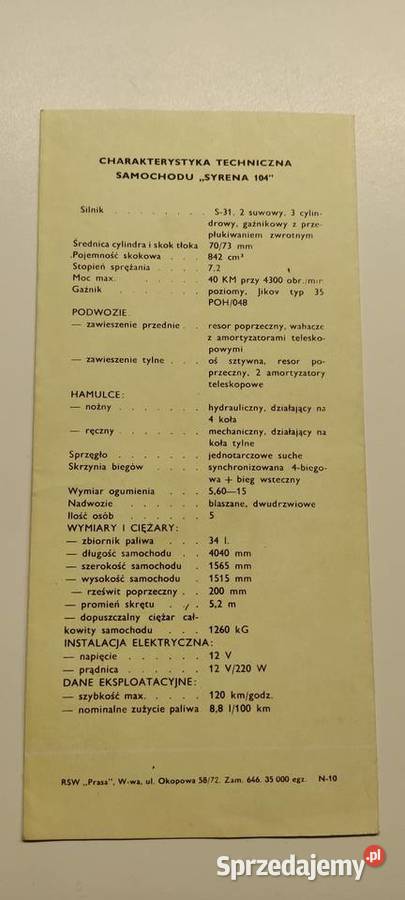 CHARAKTERYSTYKA TECHNICZNA
SAMOCHODU „SYRENA 104"
Silnik . . . . . . . . S-31, 2 suwowy, 3 cylin-
drowy, gaźnikowy z prze-
płukiwaniem zwrotnym
Średnica cylindra i skok tłoka 70/73 mm
Pojemność skokowa . . . 842 cm³
Stopień sprężania . . . . 7,2
Moc max. . . . . . . 40 KM przy 4300 obr./min
Gaźnik . . . . . . . poziomy, Jikov typ 35
POH/048
PODWOZIE
— zawieszenie przednie . . resor poprzeczny, wahacze
z amortyzatorami telesko-
powymi
— zawieszenie tylne . . . oś sztywna, resor po-
przeczny, 2 amortyzatory
teleskopowe
HAMULCE:
— nożny . . . . . . . hydrauliczny, działający na
4 koła
— ręczny . . . . . . . mechaniczny, działający na
koła tylne
Sprzęgło . . . . . . . jednotarczowe suche
Skrzynia biegów . . . . synchronizowana 4-biego-
wa + bieg wsteczny
Wymiar ogumienia . . . 5,60—15
Nadwozie . . . . . . blaszane, dwudrzwiowe
Ilość osób . . . . . . 5
WYMIARY I CIĘŻARY:
— zbiornik paliwa . . . 34 l.
— długość samochodu . . 4040 mm
— szerokość samochodu . 1565 mm
— wysokość samochodu . 1515 mm
— prześwit poprzeczny . . 200 mm
— promień skrętu . . . 5,2 m
— dopuszczalny ciężar cał-
kowity samochodu . . . 1260 kG
INSTALACJA ELEKTRYCZNA:
— napięcie . . . . . . 12 V
— prądnica . . . . . . 12 V/220 W
DANE EKSPLOATACYJNE:
— szybkość max. . . . . 120 km/godz.
— nominalne zużycie paliwa 8,8 l/100 km
RSW „Prasa", W-wa, ul. Okopowa 58/72. Zam. 646. 35 000 egz. N-10
Sprzedajemy.pl